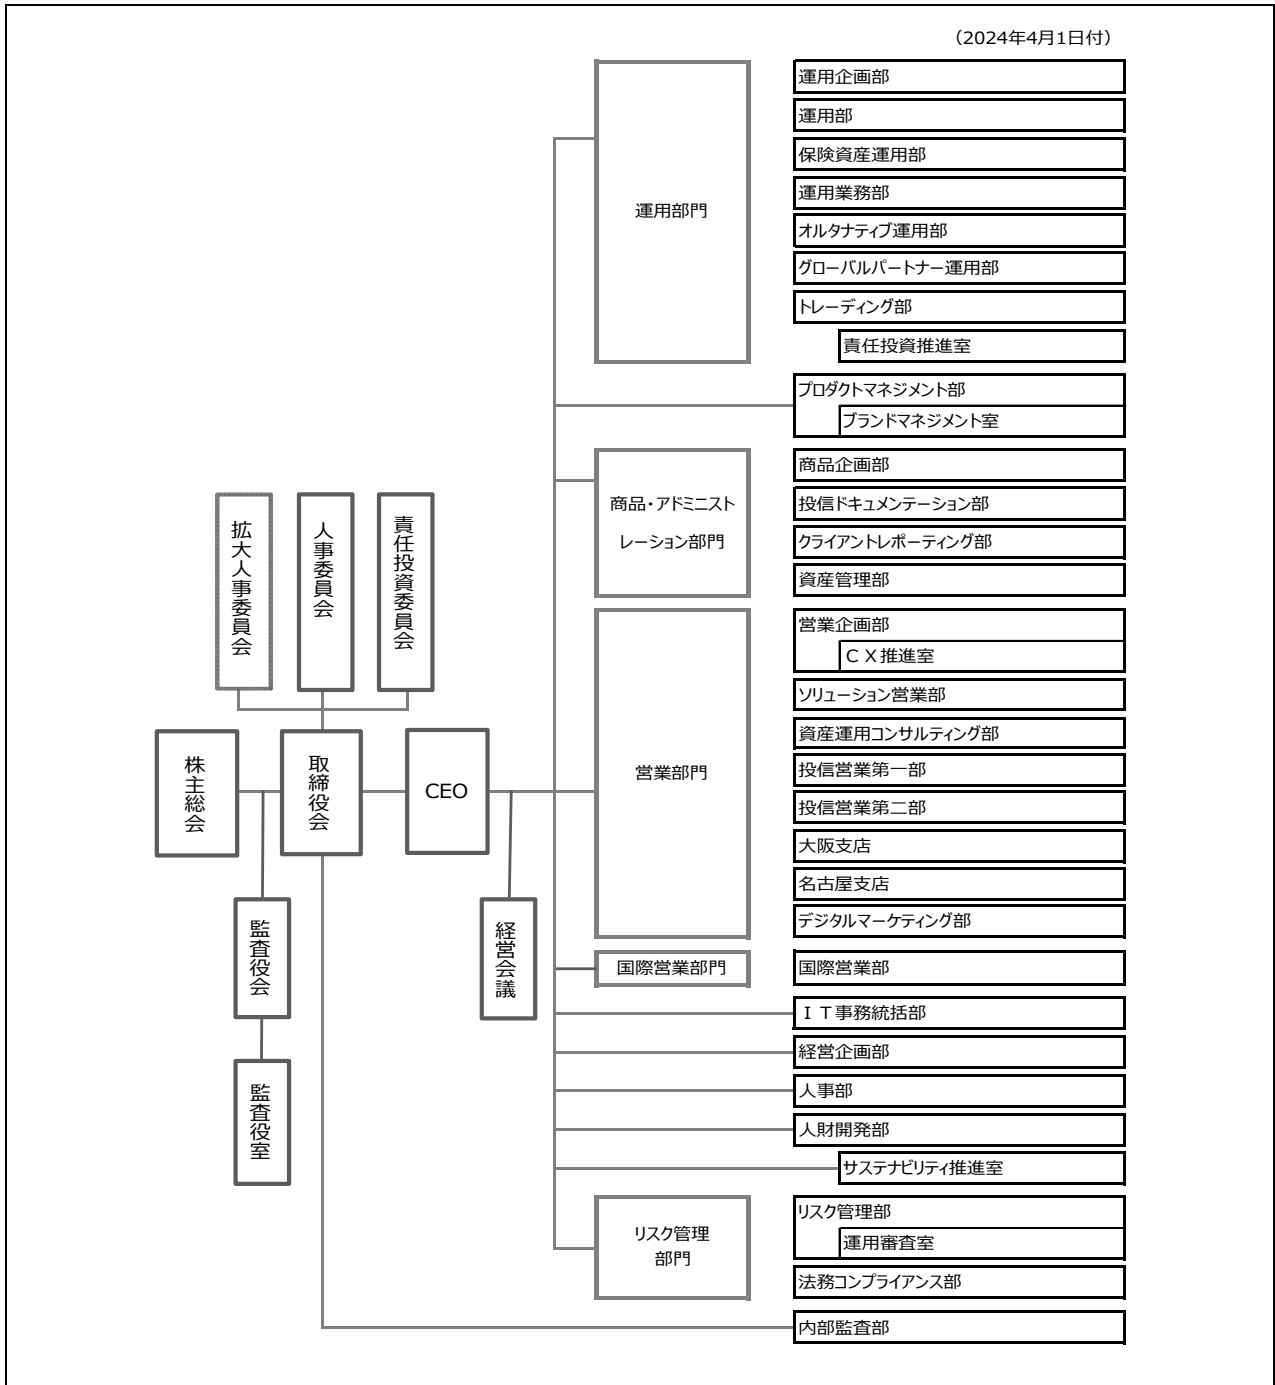 （2024年4月1日付）
運用部門
運用企画部
運用部
保険資産運用部
運用業務部
オルタナティブ運用部
グローバルパートナー運用部
トレーディング部
責任投資推進室
プロダクトマネジメント部
ブランドマネジメント室
商品・アドミニスト
レーション部門
商品企画部
投信ドキュメンテーション部
クライアントレポーティング部
資産管理部
拡大人事委員会
人事委員会
責任投資委員会
株主総会
取締役会
CEO
監査役会
監査役室
経営会議
営業部門
営業企画部
ＣＸ推進室
ソリューション営業部
資産運用コンサルティング部
投信営業第一部
投信営業第二部
大阪支店
名古屋支店
デジタルマーケティング部
国際営業部門
国際営業部
ＩＴ事務統括部
経営企画部
人事部
人財開発部
サステナビリティ推進室
リスク管理
部門
リスク管理部
運用審査室
法務コンプライアンス部
内部監査部